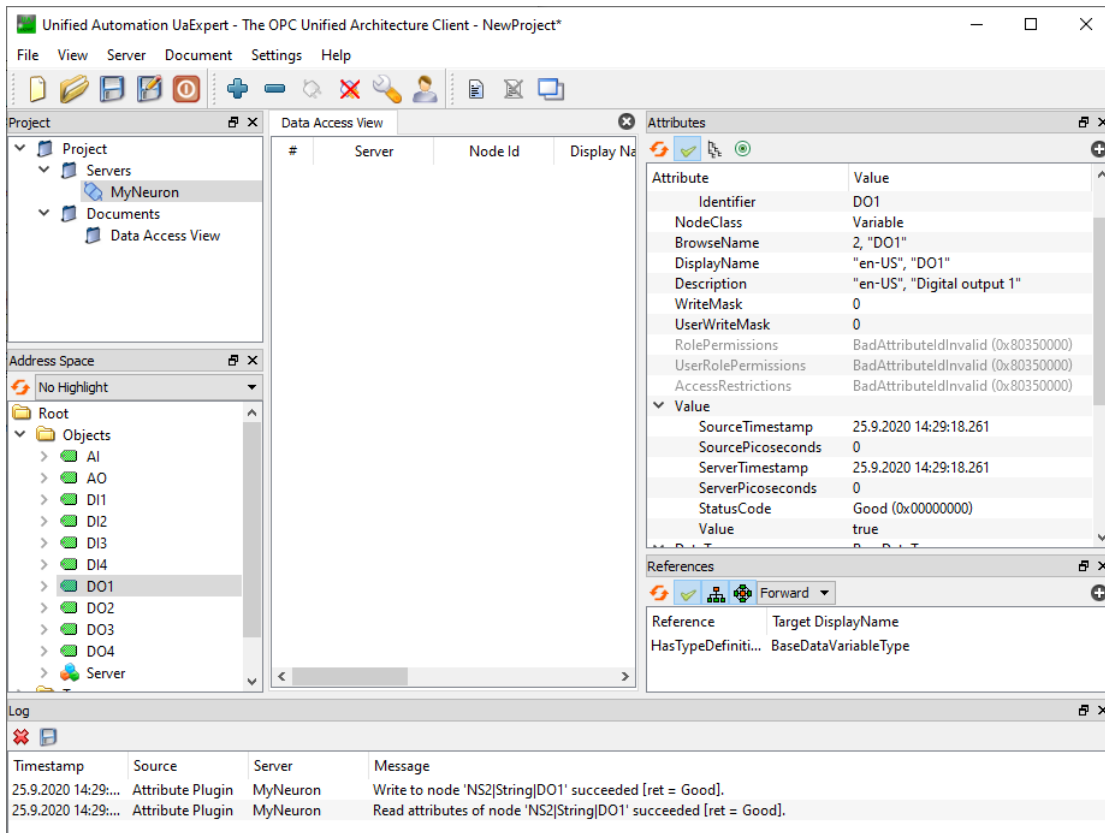 Unified Automation UaExpert - The OPC Unified Architecture Client - NewProject*
File View Server Document Settings Help
Project
Project
Servers
MyNeuron
Documents
Data Access View
Address Space
No Highlight
Root
Objects
AI
AO
DI1
DI2
DI3
DI4
DO1
DO2
DO3
DO4
Server
Data Access View
# Server Node Id Display Na
Attributes
Attribute Value
Identifier DO1
NodeClass Variable
BrowseName 2, "DO1"
DisplayName "en-US", "DO1"
Description "en-US", "Digital output 1"
WriteMask 0
UserWriteMask 0
RolePermissions BadAttributeIdInvalid (0x80350000)
UserRolePermissions BadAttributeIdInvalid (0x80350000)
AccessRestrictions BadAttributeIdInvalid (0x80350000)
Value
SourceTimestamp 25.9.2020 14:29:18.261
SourcePicoseconds 0
ServerTimestamp 25.9.2020 14:29:18.261
ServerPicoseconds 0
StatusCode Good (0x00000000)
Value true
References
Forward
Reference Target DisplayName
HasTypeDefiniti... BaseDataVariableType
Log
Timestamp Source Server Message
25.9.2020 14:29:... Attribute Plugin MyNeuron Write to node 'NS2|String|DO1' succeeded [ret = Good].
25.9.2020 14:29:... Attribute Plugin MyNeuron Read attributes of node 'NS2|String|DO1' succeeded [ret = Good].